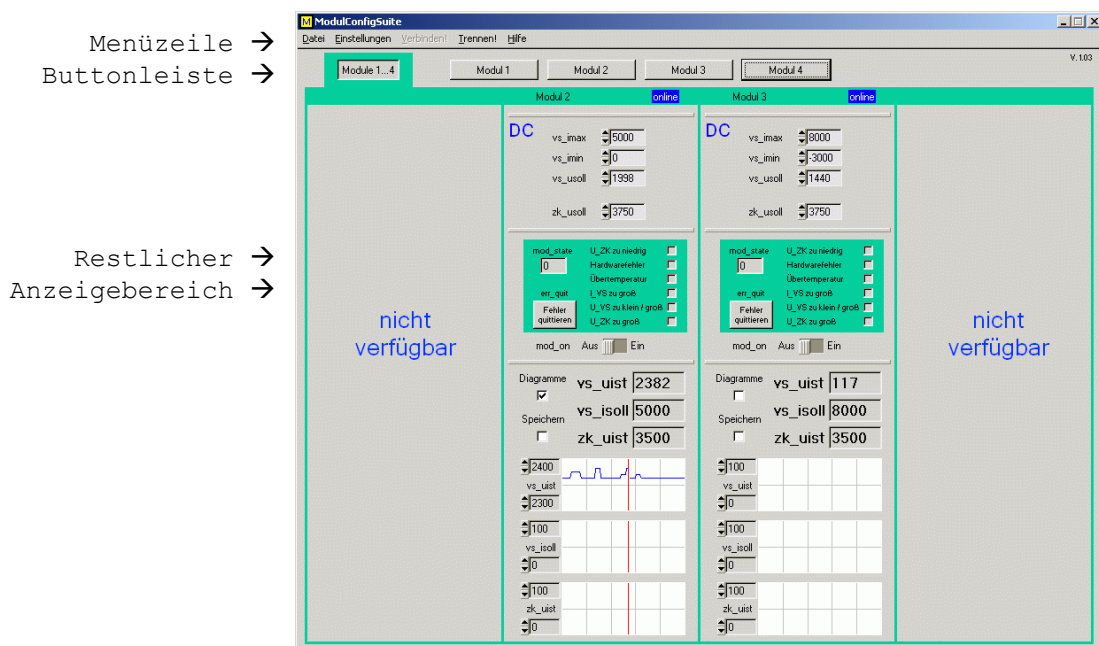 ModulConfigSuite
Datei Einstellungen Verbinden! Trennen! Hilfe
Menüzeile →
Buttonleiste →
Module 1...4 Modul 1 Modul 2 Modul 3 Modul 4 V. 1.03
Modul 2 online Modul 3 online
DC vs_imax 5000
vs_imin 0
vs_usoll 1998
zk_usoll 3750
DC vs_imax 8000
vs_imin -3000
vs_usoll 1440
zk_usoll 3750
Restlicher →
Anzeigebereich →
nicht
verfügbar
mod_state U_ZK zu niedrig
0 Hardwarefehler
Übertemperatur
err_quit I_VS zu groß
Fehler U_VS zu klein / groß
quittieren U_ZK zu groß
mod_on Aus Ein
mod_state U_ZK zu niedrig
0 Hardwarefehler
Übertemperatur
err_quit I_VS zu groß
Fehler U_VS zu klein / groß
quittieren U_ZK zu groß
mod_on Aus Ein
nicht
verfügbar
Diagramme vs_uist 2382
vs_isoll 5000
Speichern
zk_uist 3500
2400
vs_uist
2300
100
vs_isoll
0
100
zk_uist
0
Diagramme vs_uist 117
vs_isoll 8000
Speichern
zk_uist 3500
100
vs_uist
0
100
vs_isoll
0
100
zk_uist
0